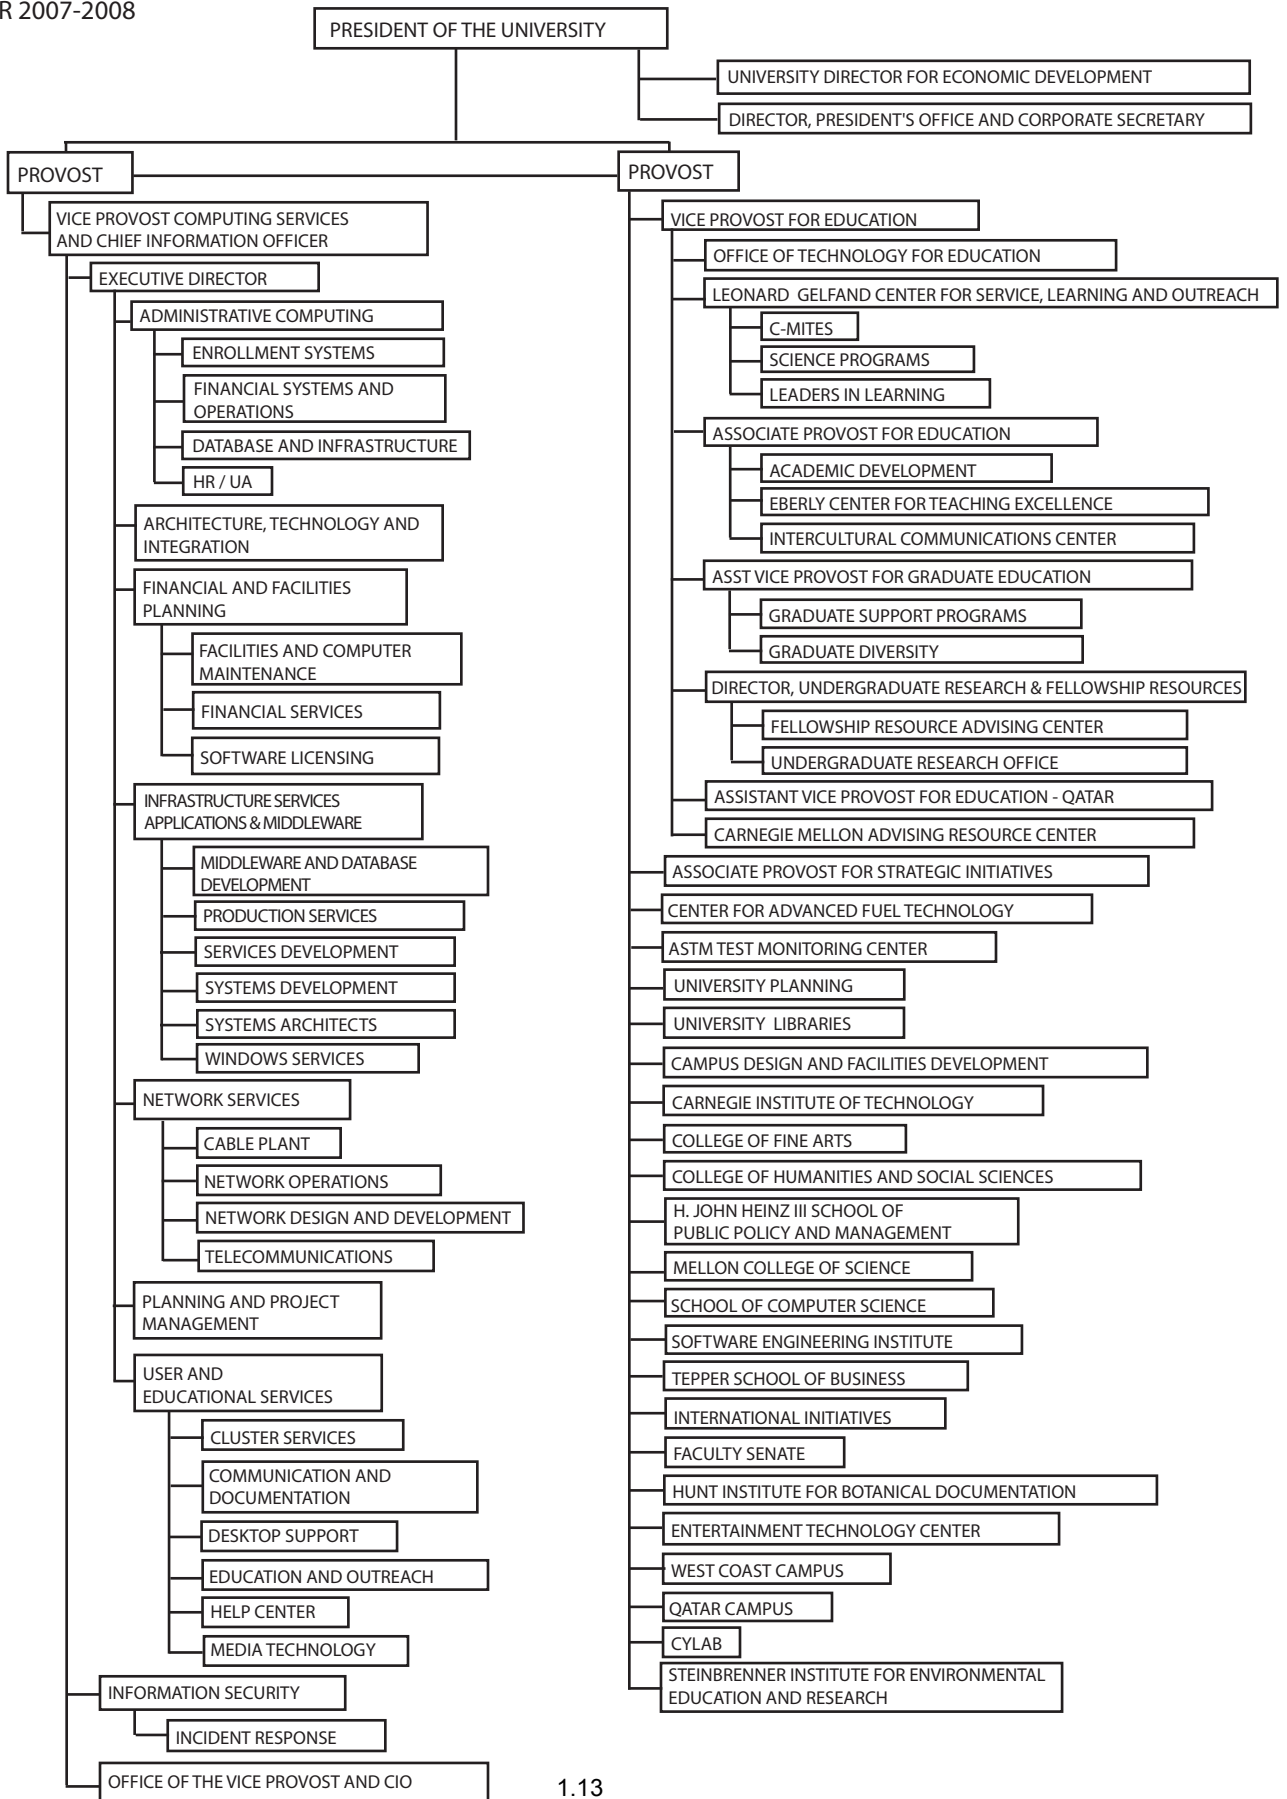 R 2007-2008
PRESIDENT OF THE UNIVERSITY
UNIVERSITY DIRECTOR FOR ECONOMIC DEVELOPMENT
DIRECTOR, PRESIDENT'S OFFICE AND CORPORATE SECRETARY
PROVOST
VICE PROVOST COMPUTING SERVICES
AND CHIEF INFORMATION OFFICER
EXECUTIVE DIRECTOR
ADMINISTRATIVE COMPUTING
ENROLLMENT SYSTEMS
FINANCIAL SYSTEMS AND
OPERATIONS
DATABASE AND INFRASTRUCTURE
HR / UA
ARCHITECTURE, TECHNOLOGY AND
INTEGRATION
FINANCIAL AND FACILITIES
PLANNING
FACILITIES AND COMPUTER
MAINTENANCE
FINANCIAL SERVICES
SOFTWARE LICENSING
INFRASTRUCTURE SERVICES
APPLICATIONS & MIDDLEWARE
MIDDLEWARE AND DATABASE
DEVELOPMENT
PRODUCTION SERVICES
SERVICES DEVELOPMENT
SYSTEMS DEVELOPMENT
SYSTEMS ARCHITECTS
WINDOWS SERVICES
NETWORK SERVICES
CABLE PLANT
NETWORK OPERATIONS
NETWORK DESIGN AND DEVELOPMENT
TELECOMMUNICATIONS
PLANNING AND PROJECT
MANAGEMENT
USER AND
EDUCATIONAL SERVICES
CLUSTER SERVICES
COMMUNICATION AND
DOCUMENTATION
DESKTOP SUPPORT
EDUCATION AND OUTREACH
HELP CENTER
MEDIA TECHNOLOGY
INFORMATION SECURITY
INCIDENT RESPONSE
OFFICE OF THE VICE PROVOST AND CIO
PROVOST
VICE PROVOST FOR EDUCATION
OFFICE OF TECHNOLOGY FOR EDUCATION
LEONARD GELFAND CENTER FOR SERVICE, LEARNING AND OUTREACH
C-MITES
SCIENCE PROGRAMS
LEADERS IN LEARNING
ASSOCIATE PROVOST FOR EDUCATION
ACADEMIC DEVELOPMENT
EBERLY CENTER FOR TEACHING EXCELLENCE
INTERCULTURAL COMMUNICATIONS CENTER
ASST VICE PROVOST FOR GRADUATE EDUCATION
GRADUATE SUPPORT PROGRAMS
GRADUATE DIVERSITY
DIRECTOR, UNDERGRADUATE RESEARCH & FELLOWSHIP RESOURCES
FELLOWSHIP RESOURCE ADVISING CENTER
UNDERGRADUATE RESEARCH OFFICE
ASSISTANT VICE PROVOST FOR EDUCATION - QATAR
CARNEGIE MELLON ADVISING RESOURCE CENTER
ASSOCIATE PROVOST FOR STRATEGIC INITIATIVES
CENTER FOR ADVANCED FUEL TECHNOLOGY
ASTM TEST MONITORING CENTER
UNIVERSITY PLANNING
UNIVERSITY LIBRARIES
CAMPUS DESIGN AND FACILITIES DEVELOPMENT
CARNEGIE INSTITUTE OF TECHNOLOGY
COLLEGE OF FINE ARTS
COLLEGE OF HUMANITIES AND SOCIAL SCIENCES
H. JOHN HEINZ III SCHOOL OF
PUBLIC POLICY AND MANAGEMENT
MELLON COLLEGE OF SCIENCE
SCHOOL OF COMPUTER SCIENCE
SOFTWARE ENGINEERING INSTITUTE
TEPPER SCHOOL OF BUSINESS
INTERNATIONAL INITIATIVES
FACULTY SENATE
HUNT INSTITUTE FOR BOTANICAL DOCUMENTATION
ENTERTAINMENT TECHNOLOGY CENTER
WEST COAST CAMPUS
QATAR CAMPUS
CYLAB
STEINBRENNER INSTITUTE FOR ENVIRONMENTAL
EDUCATION AND RESEARCH
1.13